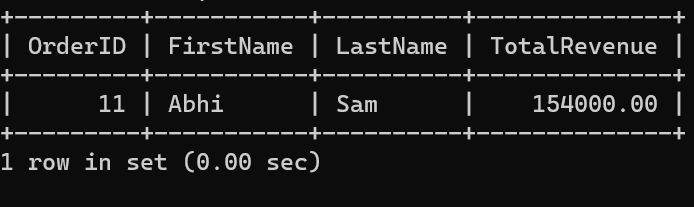 +---------+-----------+----------+--------------+
| OrderID | FirstName | LastName | TotalRevenue |
+---------+-----------+----------+--------------+
|      11 | Abhi      | Sam      |    154000.00 |
+---------+-----------+----------+--------------+
1 row in set (0.00 sec)